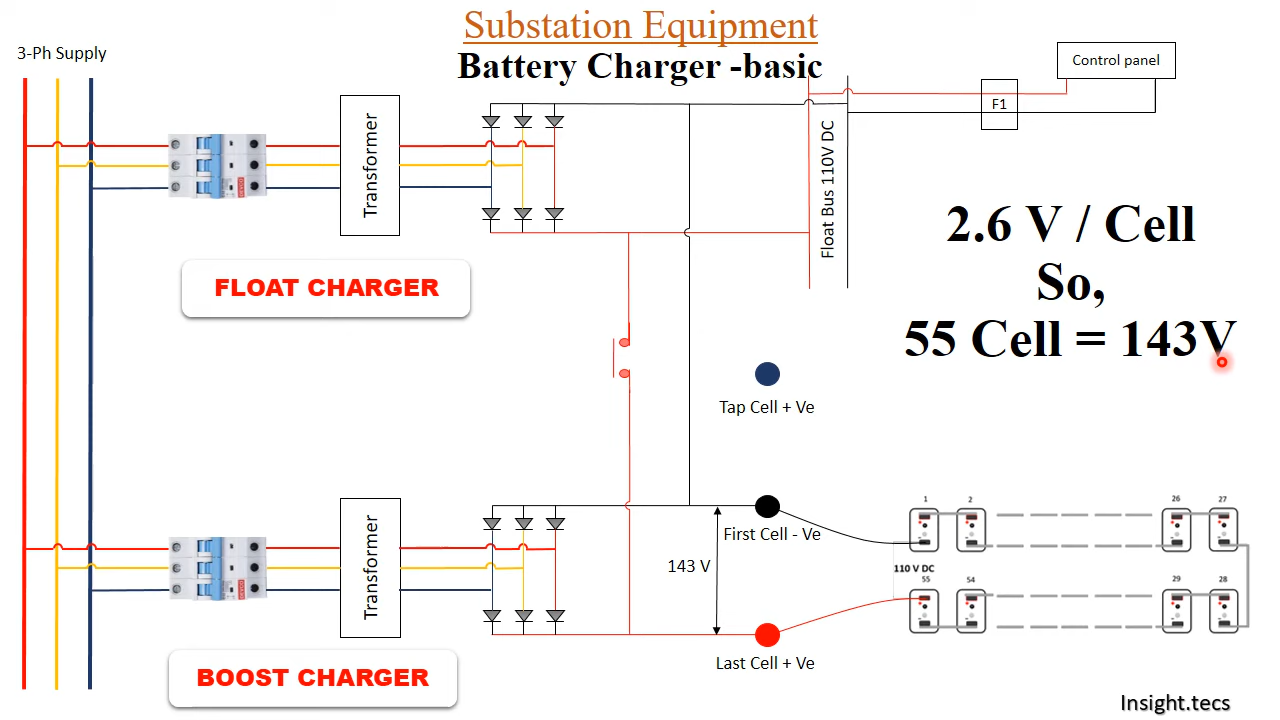 Substation Equipment
Battery Charger -basic
3-Ph Supply
Control panel
F1
Transformer
Float Bus 110V DC
2.6 V / Cell
So,
55 Cell = 143V
FLOAT CHARGER
Tap Cell + Ve
First Cell - Ve
143 V
Last Cell + Ve
1
2
26
27
110 V DC
55
54
29
28
Transformer
BOOST CHARGER
Insight.tecs